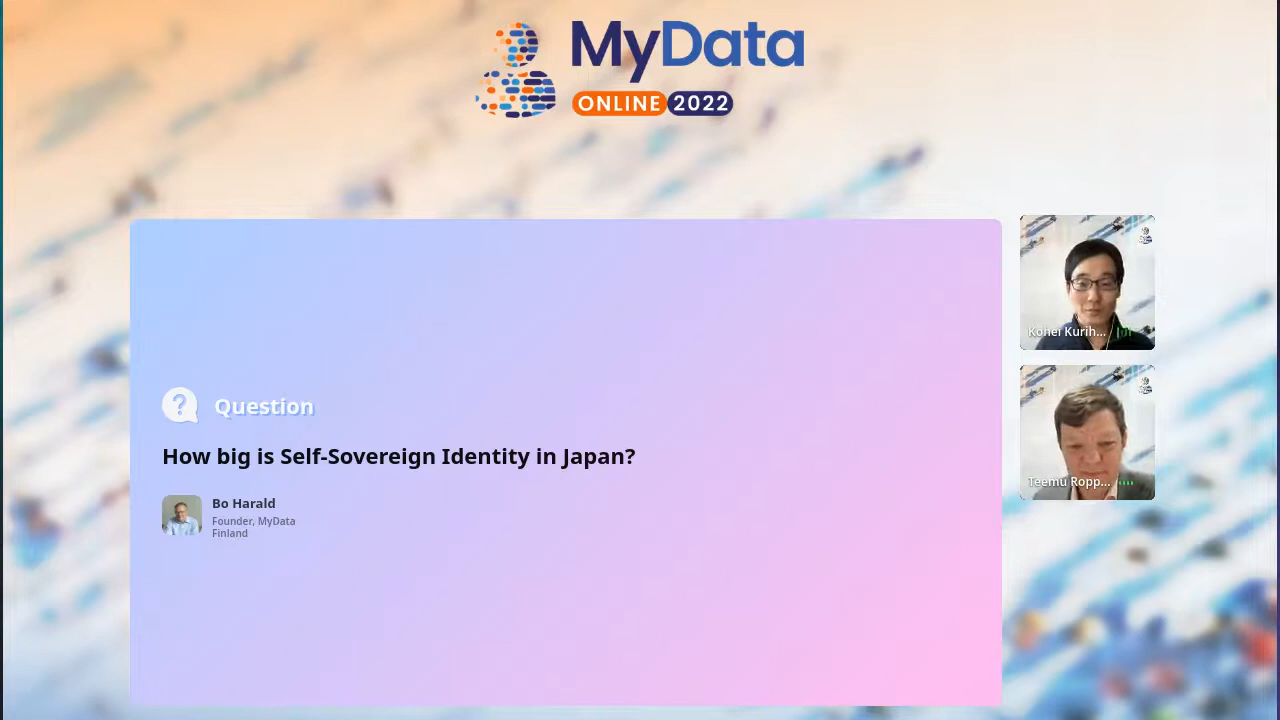 MyData
ONLINE 2022
Question
How big is Self-Sovereign Identity in Japan?
Bo Harald
Founder, MyData
Finland
Kohei Kurih...
Teemu Ropp...